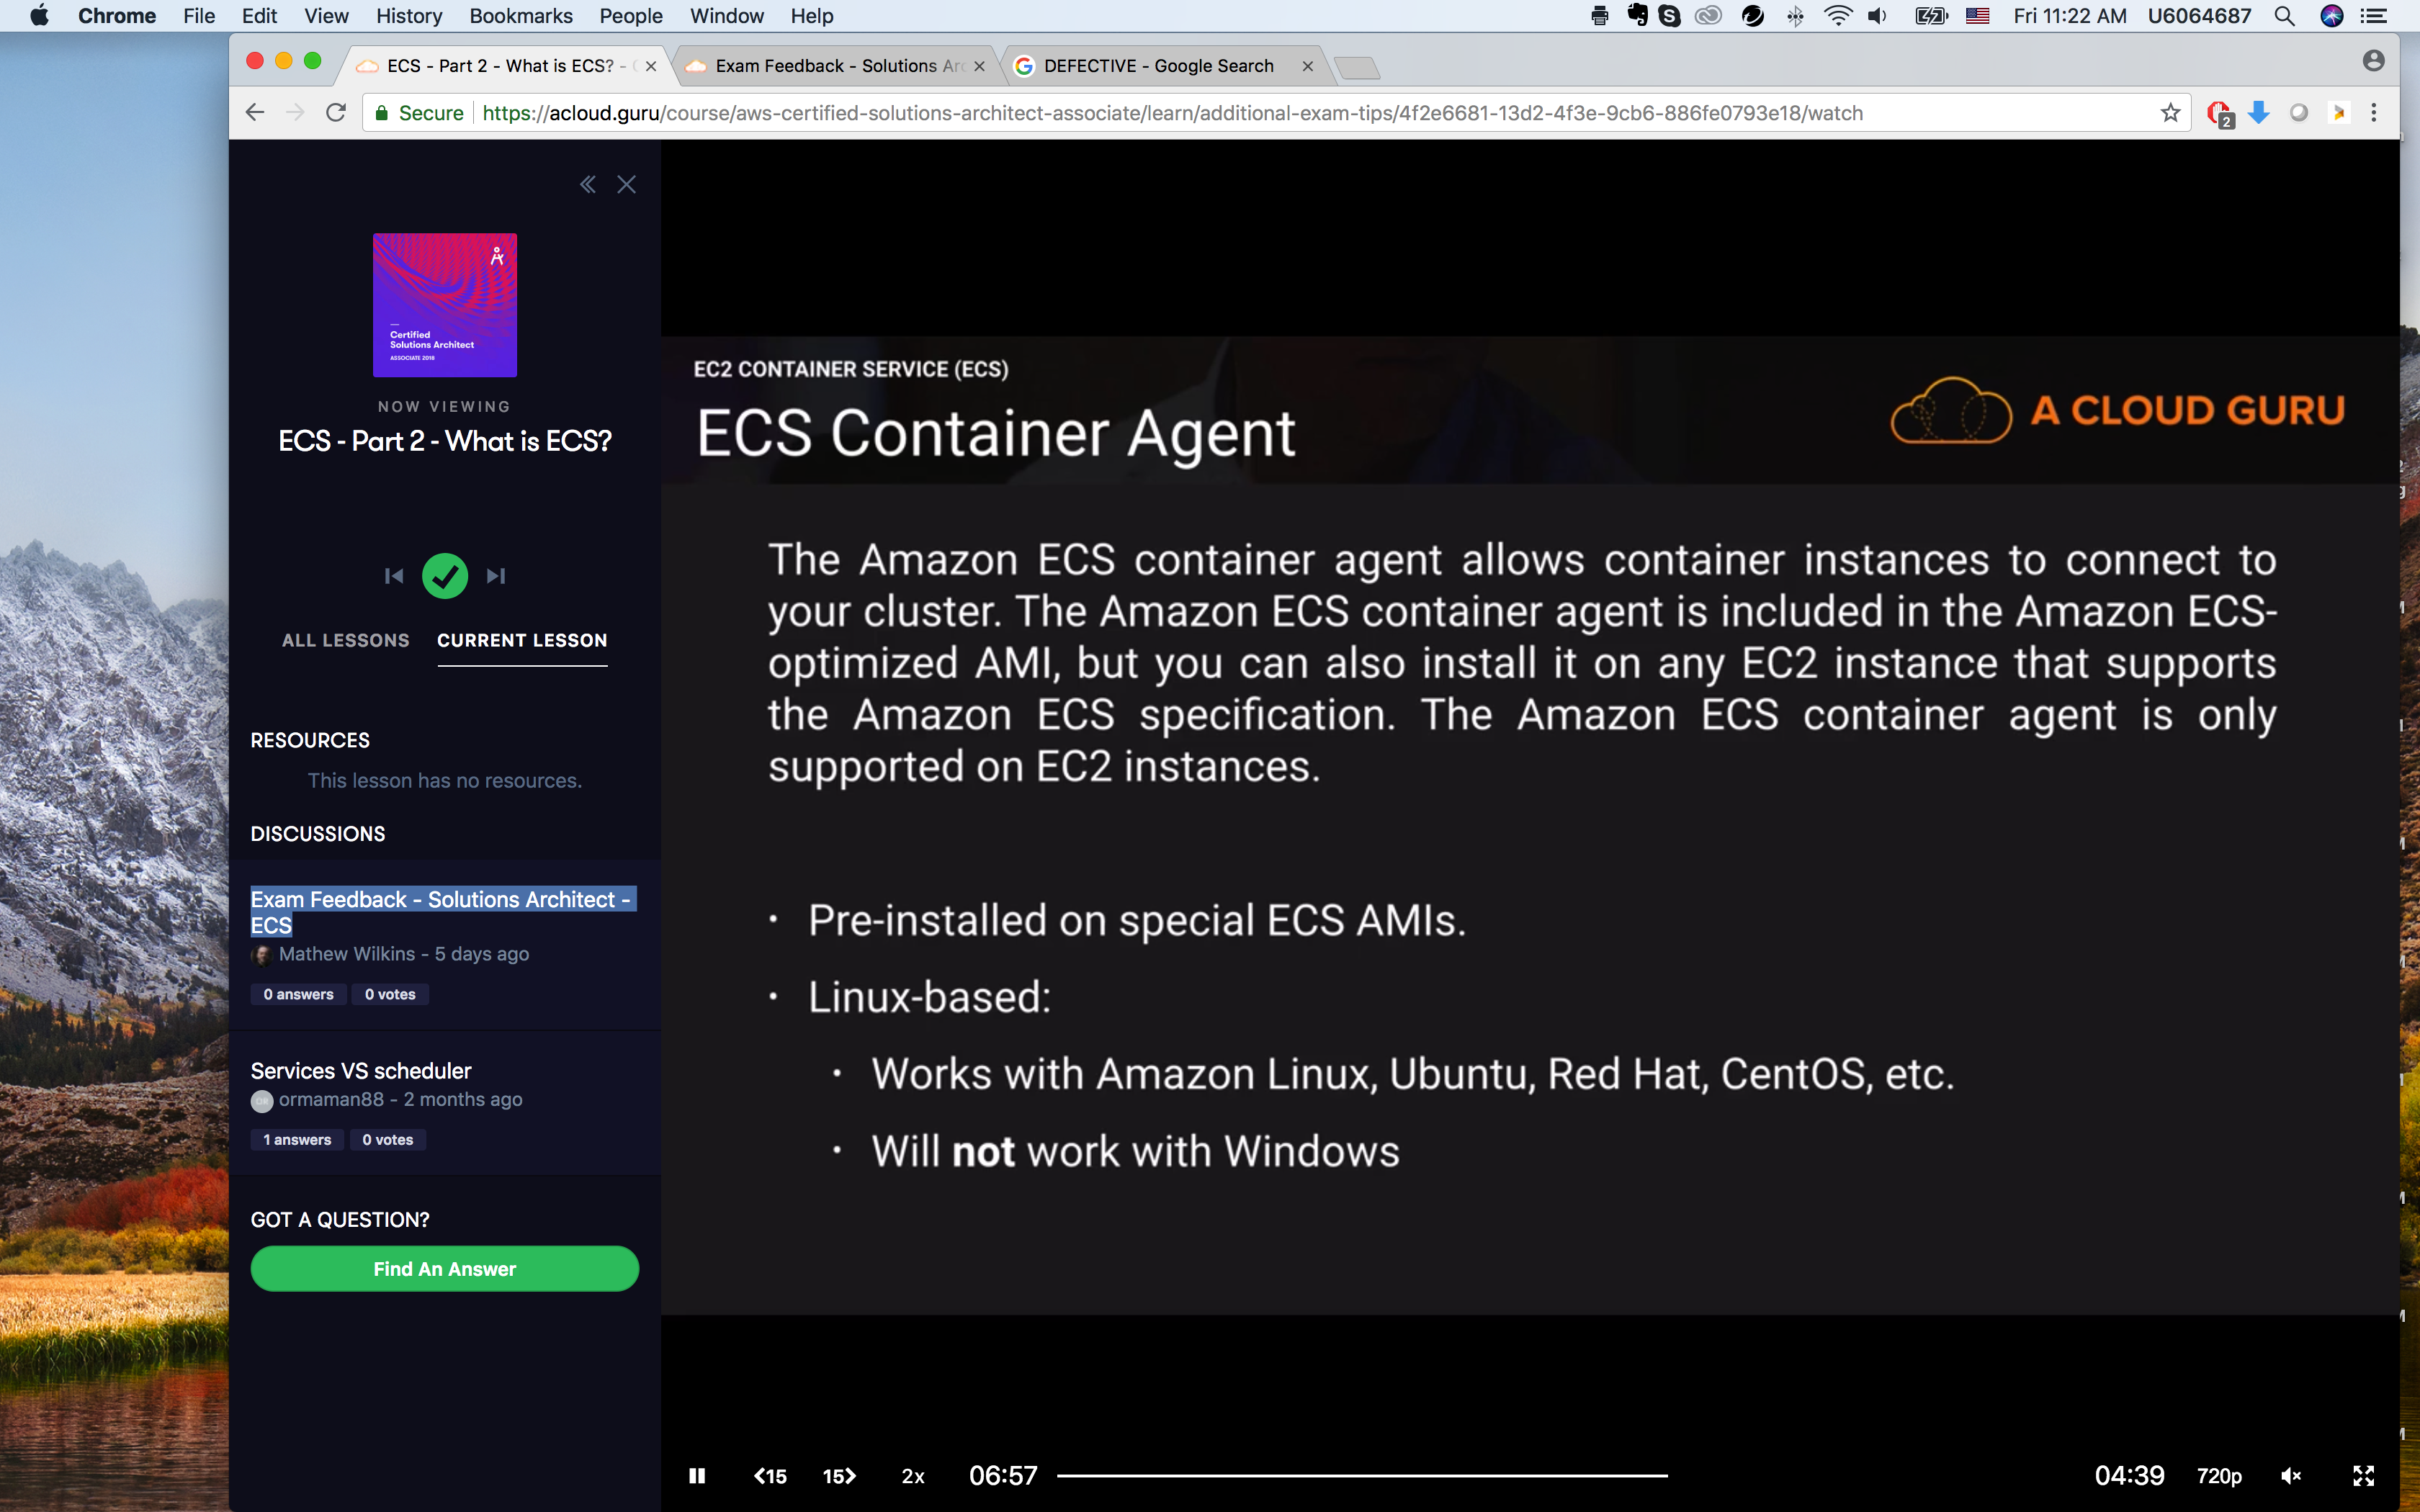 Chrome File Edit View History Bookmarks People Window Help
Fri 11:22 AM U6064687
ECS - Part 2 - What is ECS? -
Exam Feedback - Solutions Arc
DEFECTIVE - Google Search
Secure
https://acloud.guru/course/aws-certified-solutions-architect-associate/learn/additional-exam-tips/4f2e6681-13d2-4f3e-9cb6-886fe0793e18/watch
2
Certified
Solutions Architect
ASSOCIATE 2018
NOW VIEWING
ECS - Part 2 - What is ECS?
ALL LESSONS
CURRENT LESSON
RESOURCES
This lesson has no resources.
DISCUSSIONS
Exam Feedback - Solutions Architect -
ECS
Mathew Wilkins - 5 days ago
0 answers
0 votes
Services VS scheduler
ormaman88 - 2 months ago
1 answers
0 votes
GOT A QUESTION?
Find An Answer
EC2 CONTAINER SERVICE (ECS)
ECS Container Agent
A CLOUD GURU
The Amazon ECS container agent allows container instances to connect to
your cluster. The Amazon ECS container agent is included in the Amazon ECS-
optimized AMI, but you can also install it on any EC2 instance that supports
the Amazon ECS specification. The Amazon ECS container agent is only
supported on EC2 instances.
• Pre-installed on special ECS AMIs.
• Linux-based:
• Works with Amazon Linux, Ubuntu, Red Hat, CentOS, etc.
• Will not work with Windows
<15
15>
2x
06:57
04:39
720p